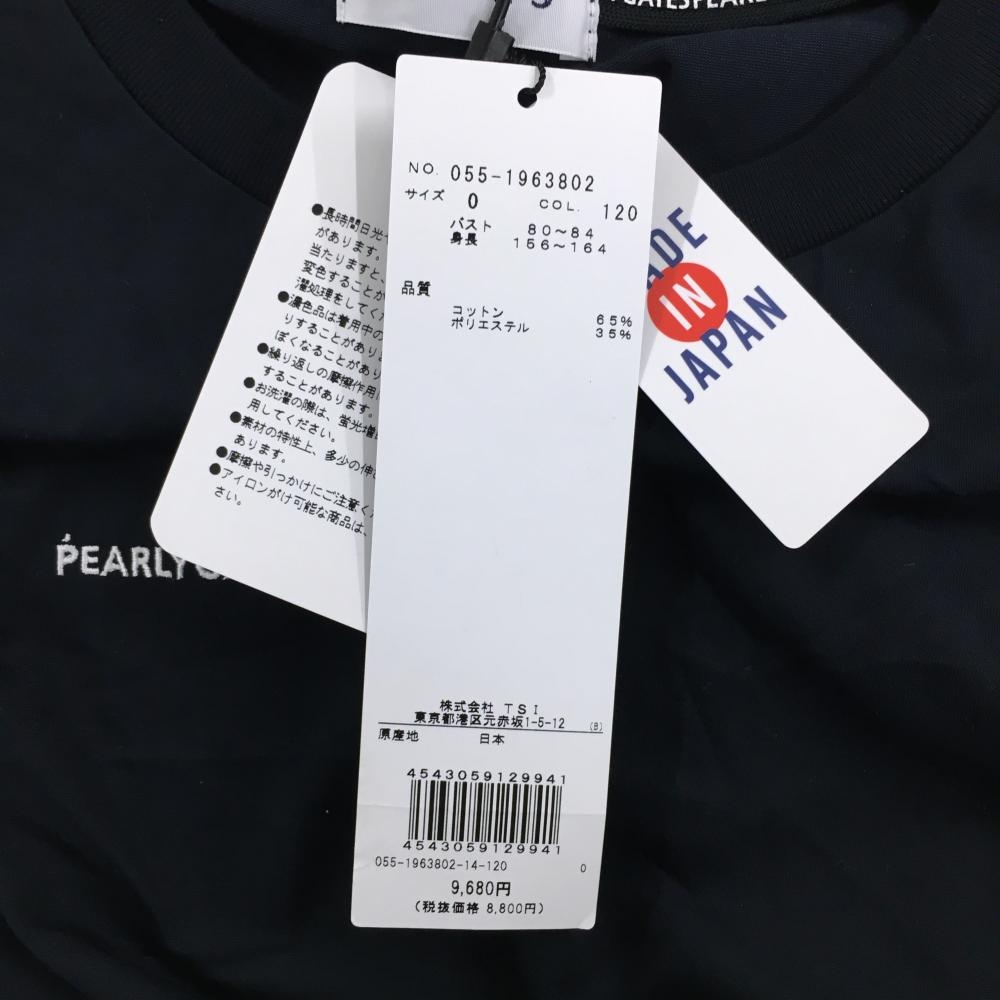 NO. 055-1963802
サイズ 0 COL. 120
バスト 80～84
身長 156～164
品質
コットン 65%
ポリエステル 35%
株式会社 TSI
東京都港区元赤坂1-5-12 (B)
原産地 日本
4543059129941
4543059129941
055-1963802-14-120 0
9,680円
(税抜価格 8,800円)
●長時間日光
があります。
当たりますと、
変色することが
濯処理をしてくだ
●濃色品は着用中の
りすることがあり
ぽくなることがあり
●繰り返しの摩擦作用
することがあります。
●お洗濯の際は、蛍光増
用してください。
●素材の特性上、多少の伸
あります。
●摩擦や引っかけにご注意く
●アイロンがけ可能な商品は、
さい。
ADE
IN
JAPAN
PEARLY